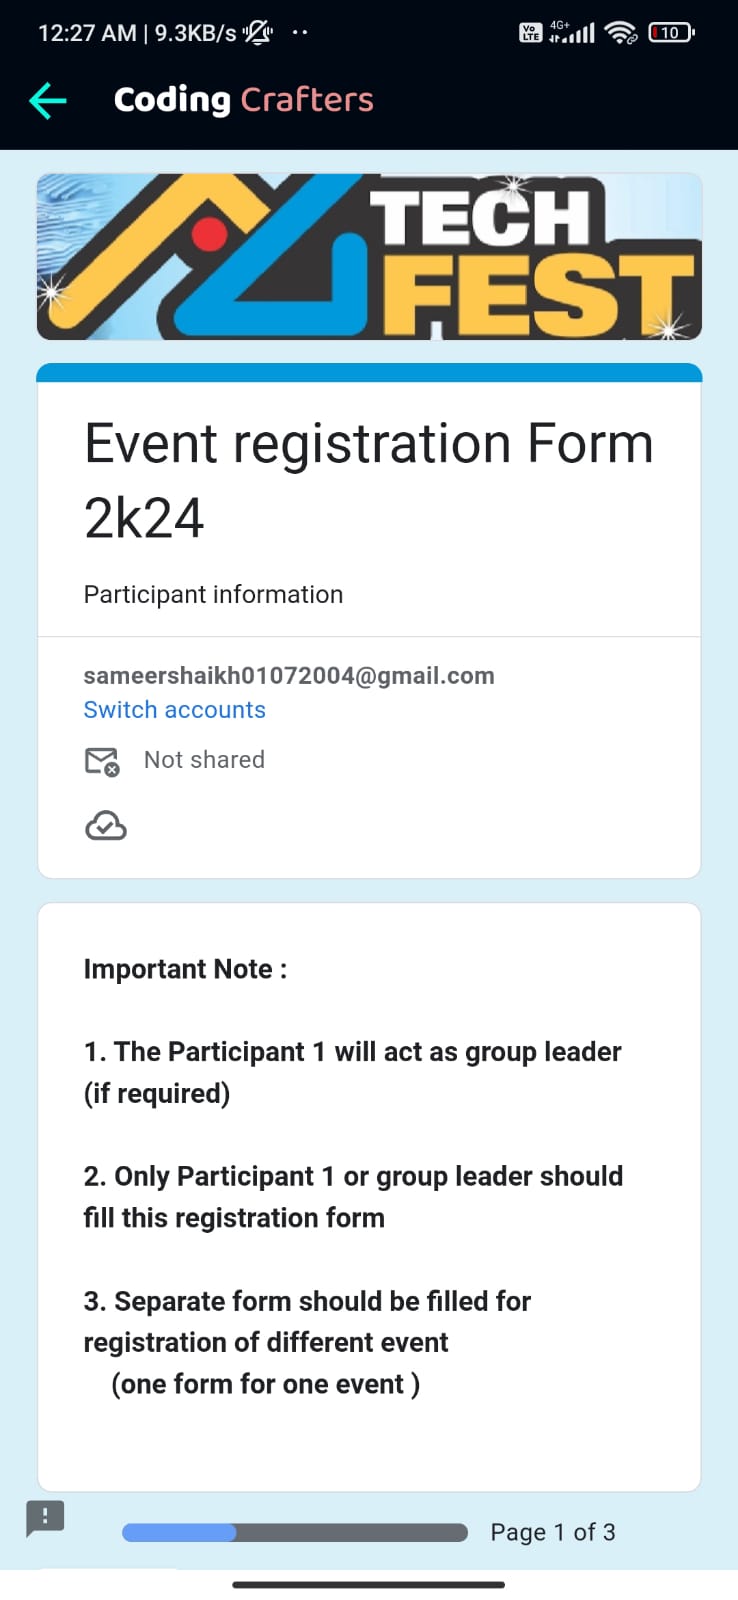 12:27 AM | 9.3KB/s
Vo LTE 4G+ 10
Coding Crafters
TECH
FEST
Event registration Form
2k24
Participant information
sameershaikh01072004@gmail.com
Switch accounts
Not shared
Important Note :
1. The Participant 1 will act as group leader
(if required)
2. Only Participant 1 or group leader should
fill this registration form
3. Separate form should be filled for
registration of different event
(one form for one event )
Page 1 of 3